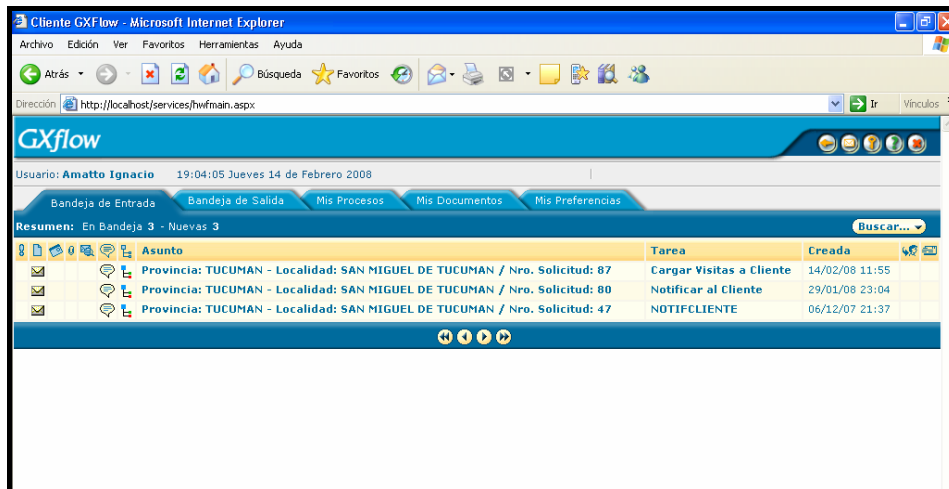 Cliente GXFlow - Microsoft Internet Explorer
Archivo Edición Ver Favoritos Herramientas Ayuda
Atrás Búsqueda Favoritos
Dirección http://localhost/services/hwfmain.aspx Ir Vínculos
GXflow
Usuario: Amatto Ignacio 19:04:05 Jueves 14 de Febrero 2008
Bandeja de Entrada Bandeja de Salida Mis Procesos Mis Documentos Mis Preferencias
Resumen: En Bandeja 3 - Nuevas 3 Buscar...
Asunto Tarea Creada
Provincia: TUCUMAN - Localidad: SAN MIGUEL DE TUCUMAN / Nro. Solicitud: 87 Cargar Visitas a Cliente 14/02/08 11:55
Provincia: TUCUMAN - Localidad: SAN MIGUEL DE TUCUMAN / Nro. Solicitud: 80 Notificar al Cliente 29/01/08 23:04
Provincia: TUCUMAN - Localidad: SAN MIGUEL DE TUCUMAN / Nro. Solicitud: 47 NOTIFCLIENTE 06/12/07 21:37